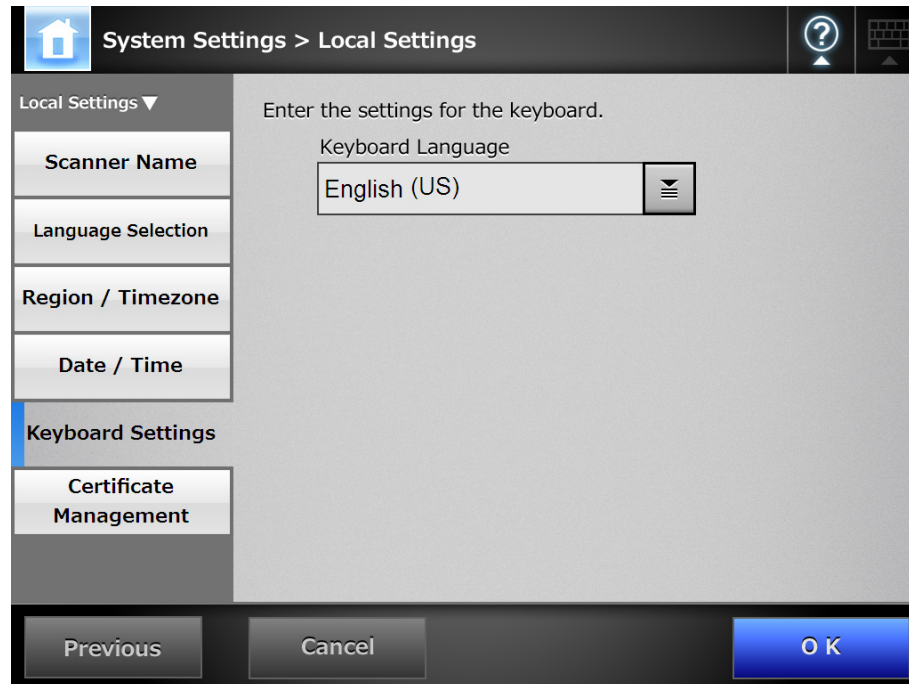 System Settings > Local Settings
?
Local Settings ▼
Scanner Name
Language Selection
Region / Timezone
Date / Time
Keyboard Settings
Certificate
Management
Enter the settings for the keyboard.
Keyboard Language
English (US)
Previous
Cancel
OK